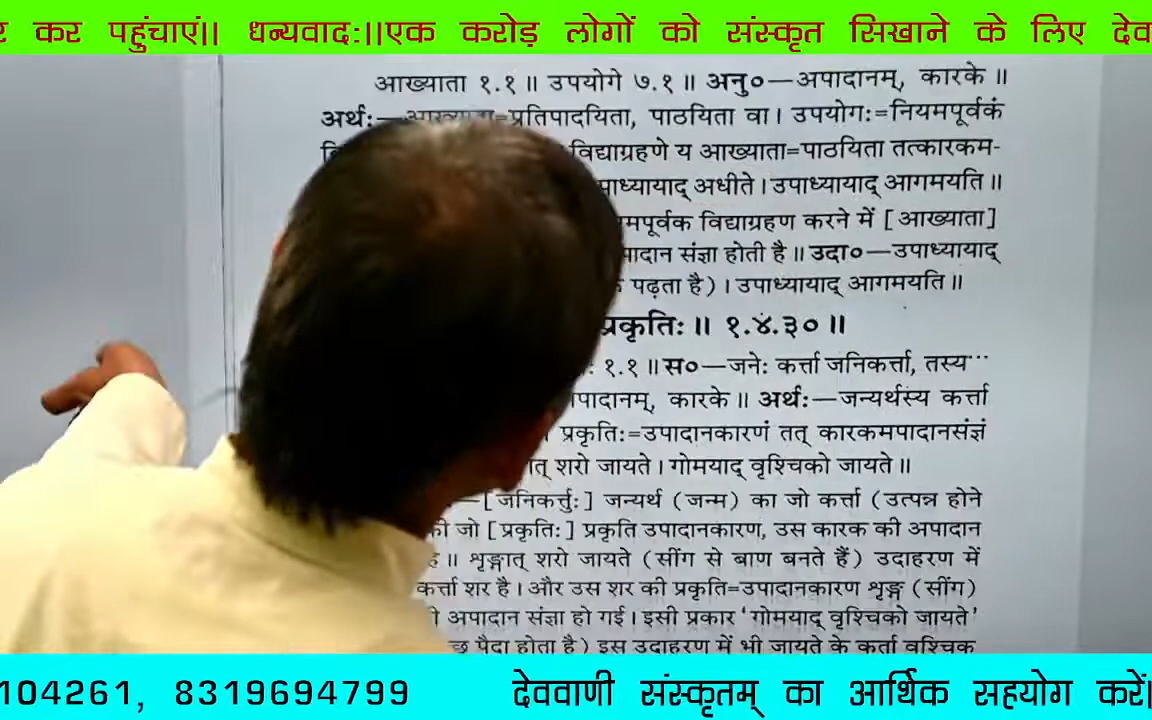 कर पहुंचाएं।। धन्यवादः।।एक करोड़ लोगों को संस्कृत सिखाने के लिए देव
आख्याता १.१॥ उपयोगे ७.१॥ अनु०—अपादानम्, कारके॥
अर्थः—=प्रतिपादयिता, पाठयिता वा। उपयोगः=नियमपूर्वकं
विद्याग्रहणे य आख्याता=पाठयिता तत्कारकम-
अधीते। उपाध्यायाद् आगमयति॥
विद्याग्रहण करने में [आख्याता]
संज्ञा होती है॥ उदा०—उपाध्यायाद्
पढ़ता है)। उपाध्यायाद् आगमयति॥
प्रकृतिः॥ १.४.३०॥
१.१॥ स०—जनेः कर्त्ता जनिकर्त्ता, तस्य···
कारके॥ अर्थः—जन्यर्थस्य कर्त्ता
प्रकृतिः=उपादानकारणं तत् कारकमपादानसंज्ञं
शरो जायते। गोमयाद् वृश्चिको जायते॥
—[जनिकर्त्तुः] जन्यर्थ (जन्म) का जो कर्त्ता (उत्पन्न होने
की जो [प्रकृतिः] प्रकृति उपादानकारण, उस कारक की अपादान
॥ शृङ्गात् शरो जायते (सींग से बाण बनते हैं) उदाहरण में
कर्त्ता शर है। और उस शर की प्रकृति=उपादानकारण शृङ्ग (सींग)
अपादान संज्ञा हो गई। इसी प्रकार 'गोमयाद् वृश्चिको जायते'
पैदा होता है) इस उदाहरण में भी जायते के कर्ता वृश्चिक
104261, 8319694799 देववाणी संस्कृतम् का आर्थिक सहयोग करें।